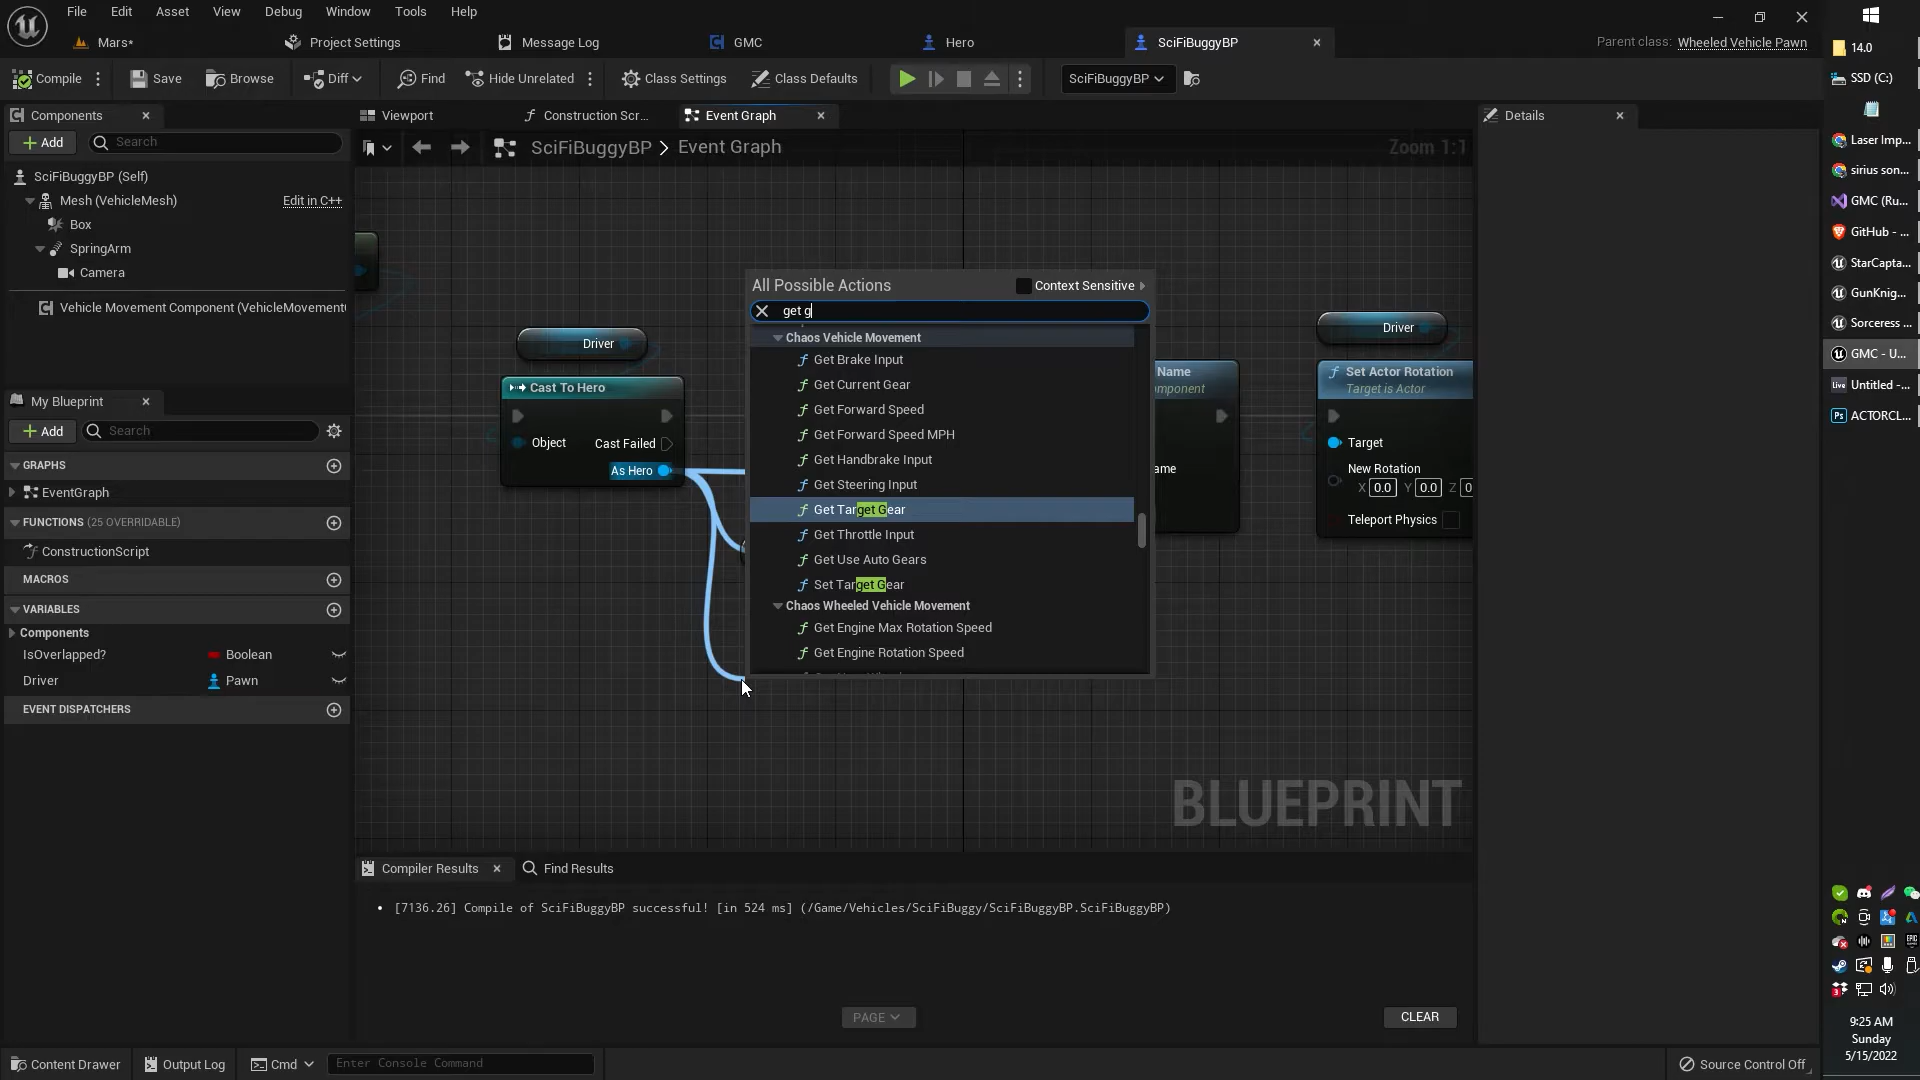 File Edit Asset View Debug Window Tools Help
Mars* Project Settings Message Log GMC Hero SciFiBuggyBP Parent class: Wheeled Vehicle Pawn
Compile Save Browse Diff Find Hide Unrelated Class Settings Class Defaults SciFiBuggyBP
Components Viewport Construction Scr... Event Graph Details
Add Search SciFiBuggyBP > Event Graph Zoom 1:1
SciFiBuggyBP (Self)
Mesh (VehicleMesh) Edit in C++
Box
SpringArm
Camera
Vehicle Movement Component (VehicleMovement
My Blueprint
Add Search
GRAPHS
EventGraph
FUNCTIONS (25 OVERRIDABLE)
ConstructionScript
MACROS
VARIABLES
Components
IsOverlapped? Boolean
Driver Pawn
EVENT DISPATCHERS
Driver
Cast To Hero
Object Cast Failed
As Hero
All Possible Actions Context Sensitive
get g
Chaos Vehicle Movement
Get Brake Input
Get Current Gear
Get Forward Speed
Get Forward Speed MPH
Get Handbrake Input
Get Steering Input
Get Target Gear
Get Throttle Input
Get Use Auto Gears
Set Target Gear
Chaos Wheeled Vehicle Movement
Get Engine Max Rotation Speed
Get Engine Rotation Speed
Name
mponent
ame
Driver
Set Actor Rotation
Target is Actor
Target
New Rotation
X 0.0 Y 0.0 Z 0
Teleport Physics
BLUEPRINT
Compiler Results Find Results
[7136.26] Compile of SciFiBuggyBP successful! [in 524 ms] (/Game/Vehicles/SciFiBuggy/SciFiBuggyBP.SciFiBuggyBP)
PAGE CLEAR
Content Drawer Output Log Cmd Enter Console Command Source Control Off
14.0
SSD (C:)
Laser Imp...
sirius son...
GMC (Ru...
GitHub - ...
StarCapta...
GunKnig...
Sorceress ...
GMC - U...
Live Untitled -...
Ps ACTORCL...
EPIC
9:25 AM
Sunday
5/15/2022